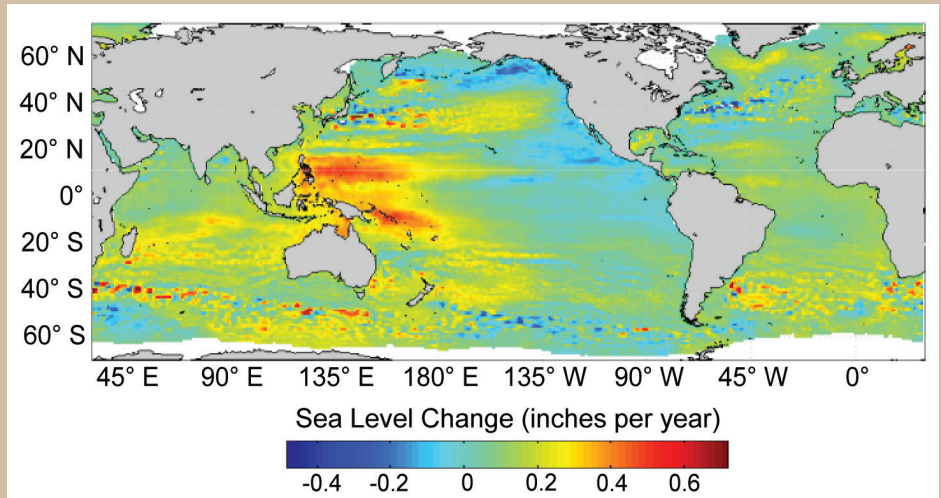 60° N
40° N
20° N
0°
20° S
40° S
60° S
45° E 90° E 135° E 180° E 135° W 90° W 45° W 0°
Sea Level Change (inches per year)
-0.4 -0.2 0 0.2 0.4 0.6